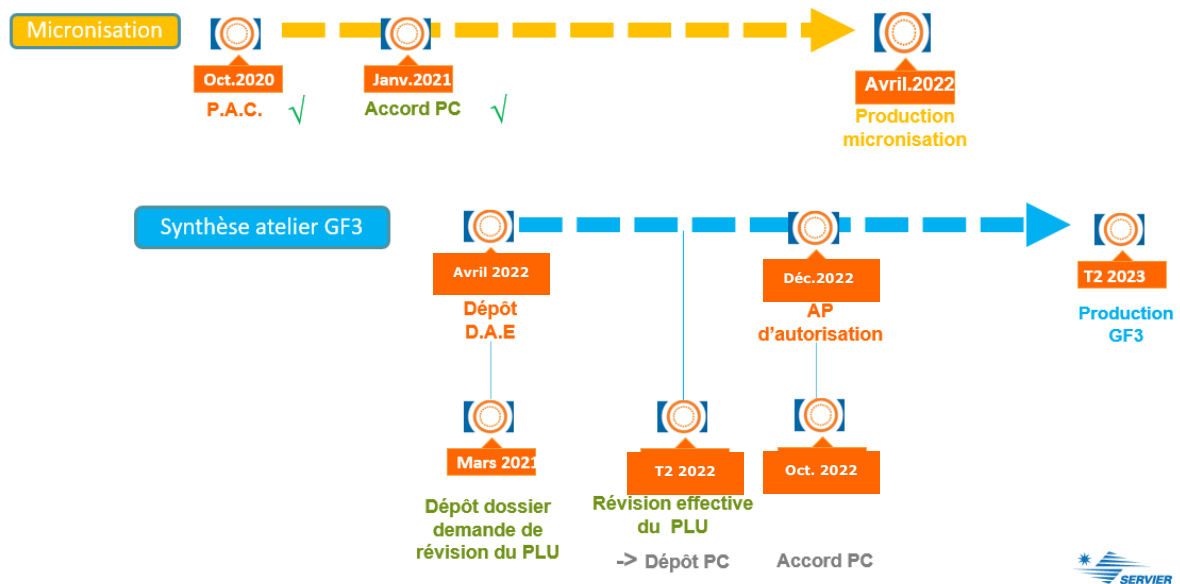 Micronisation
Oct.2020
Janv.2021
Avril.2022
P.A.C. √
Accord PC √
Production
micronisation
Synthèse atelier GF3
Avril 2022
Déc.2022
T2 2023
Dépôt
D.A.E
AP
d’autorisation
Production
GF3
Mars 2021
T2 2022
Oct. 2022
Dépôt dossier
demande de
révision du PLU
Révision effective
du PLU
-> Dépôt PC
Accord PC
SERVIER